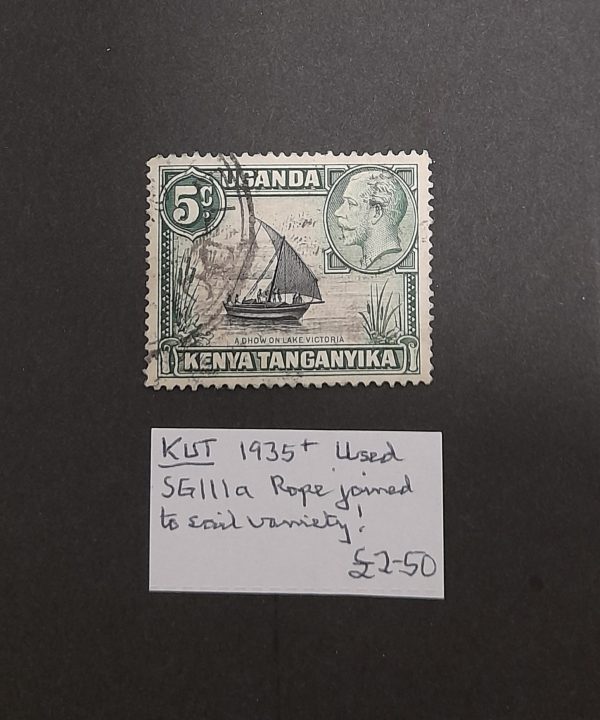 5c.
UGANDA
A DHOW ON LAKE VICTORIA
KENYA TANGANYIKA
KUT 1935+ Used
SG111a Rope joined
to sail variety!
£2-50